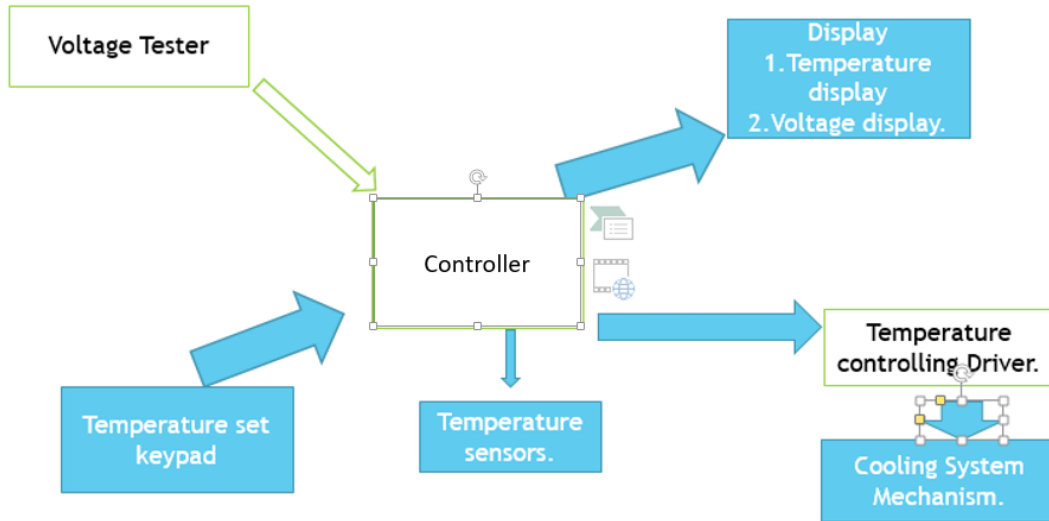 Voltage Tester
Display
1.Temperature
display
2.Voltage display.
Controller
Temperature
controlling Driver.
Temperature set
keypad
Temperature
sensors.
Cooling System
Mechanism.